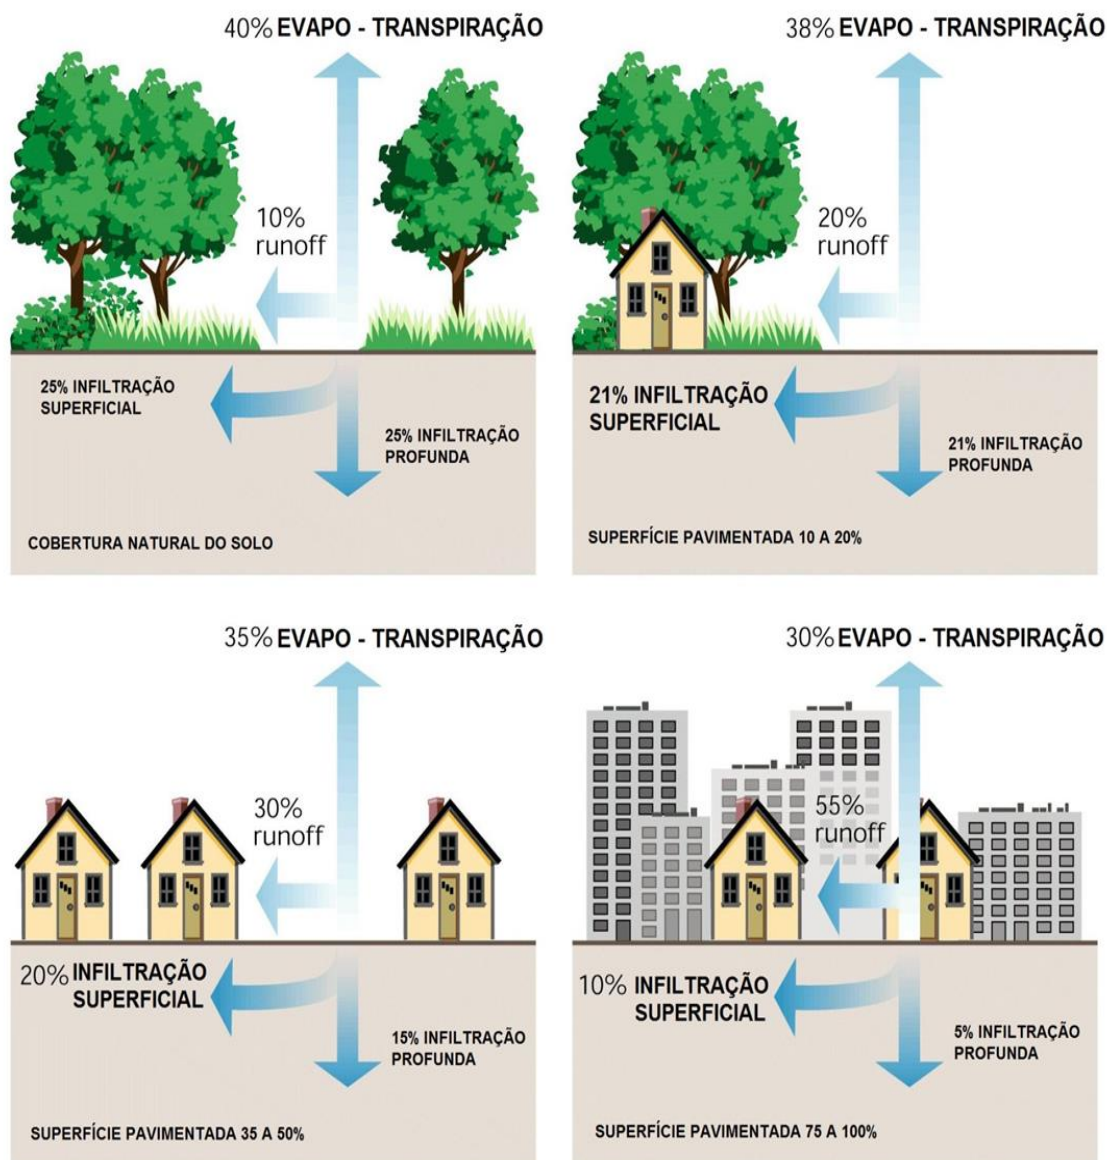 40% EVAPO - TRANSPIRAÇÃO
10%
runoff
25% INFILTRAÇÃO
SUPERFICIAL
25% INFILTRAÇÃO
PROFUNDA
COBERTURA NATURAL DO SOLO
38% EVAPO - TRANSPIRAÇÃO
20%
runoff
21% INFILTRAÇÃO
SUPERFICIAL
21% INFILTRAÇÃO
PROFUNDA
SUPERFÍCIE PAVIMENTADA 10 A 20%
35% EVAPO - TRANSPIRAÇÃO
30%
runoff
20% INFILTRAÇÃO
SUPERFICIAL
15% INFILTRAÇÃO
PROFUNDA
SUPERFÍCIE PAVIMENTADA 35 A 50%
30% EVAPO - TRANSPIRAÇÃO
55%
runoff
10% INFILTRAÇÃO
SUPERFICIAL
5% INFILTRAÇÃO
PROFUNDA
SUPERFÍCIE PAVIMENTADA 75 A 100%